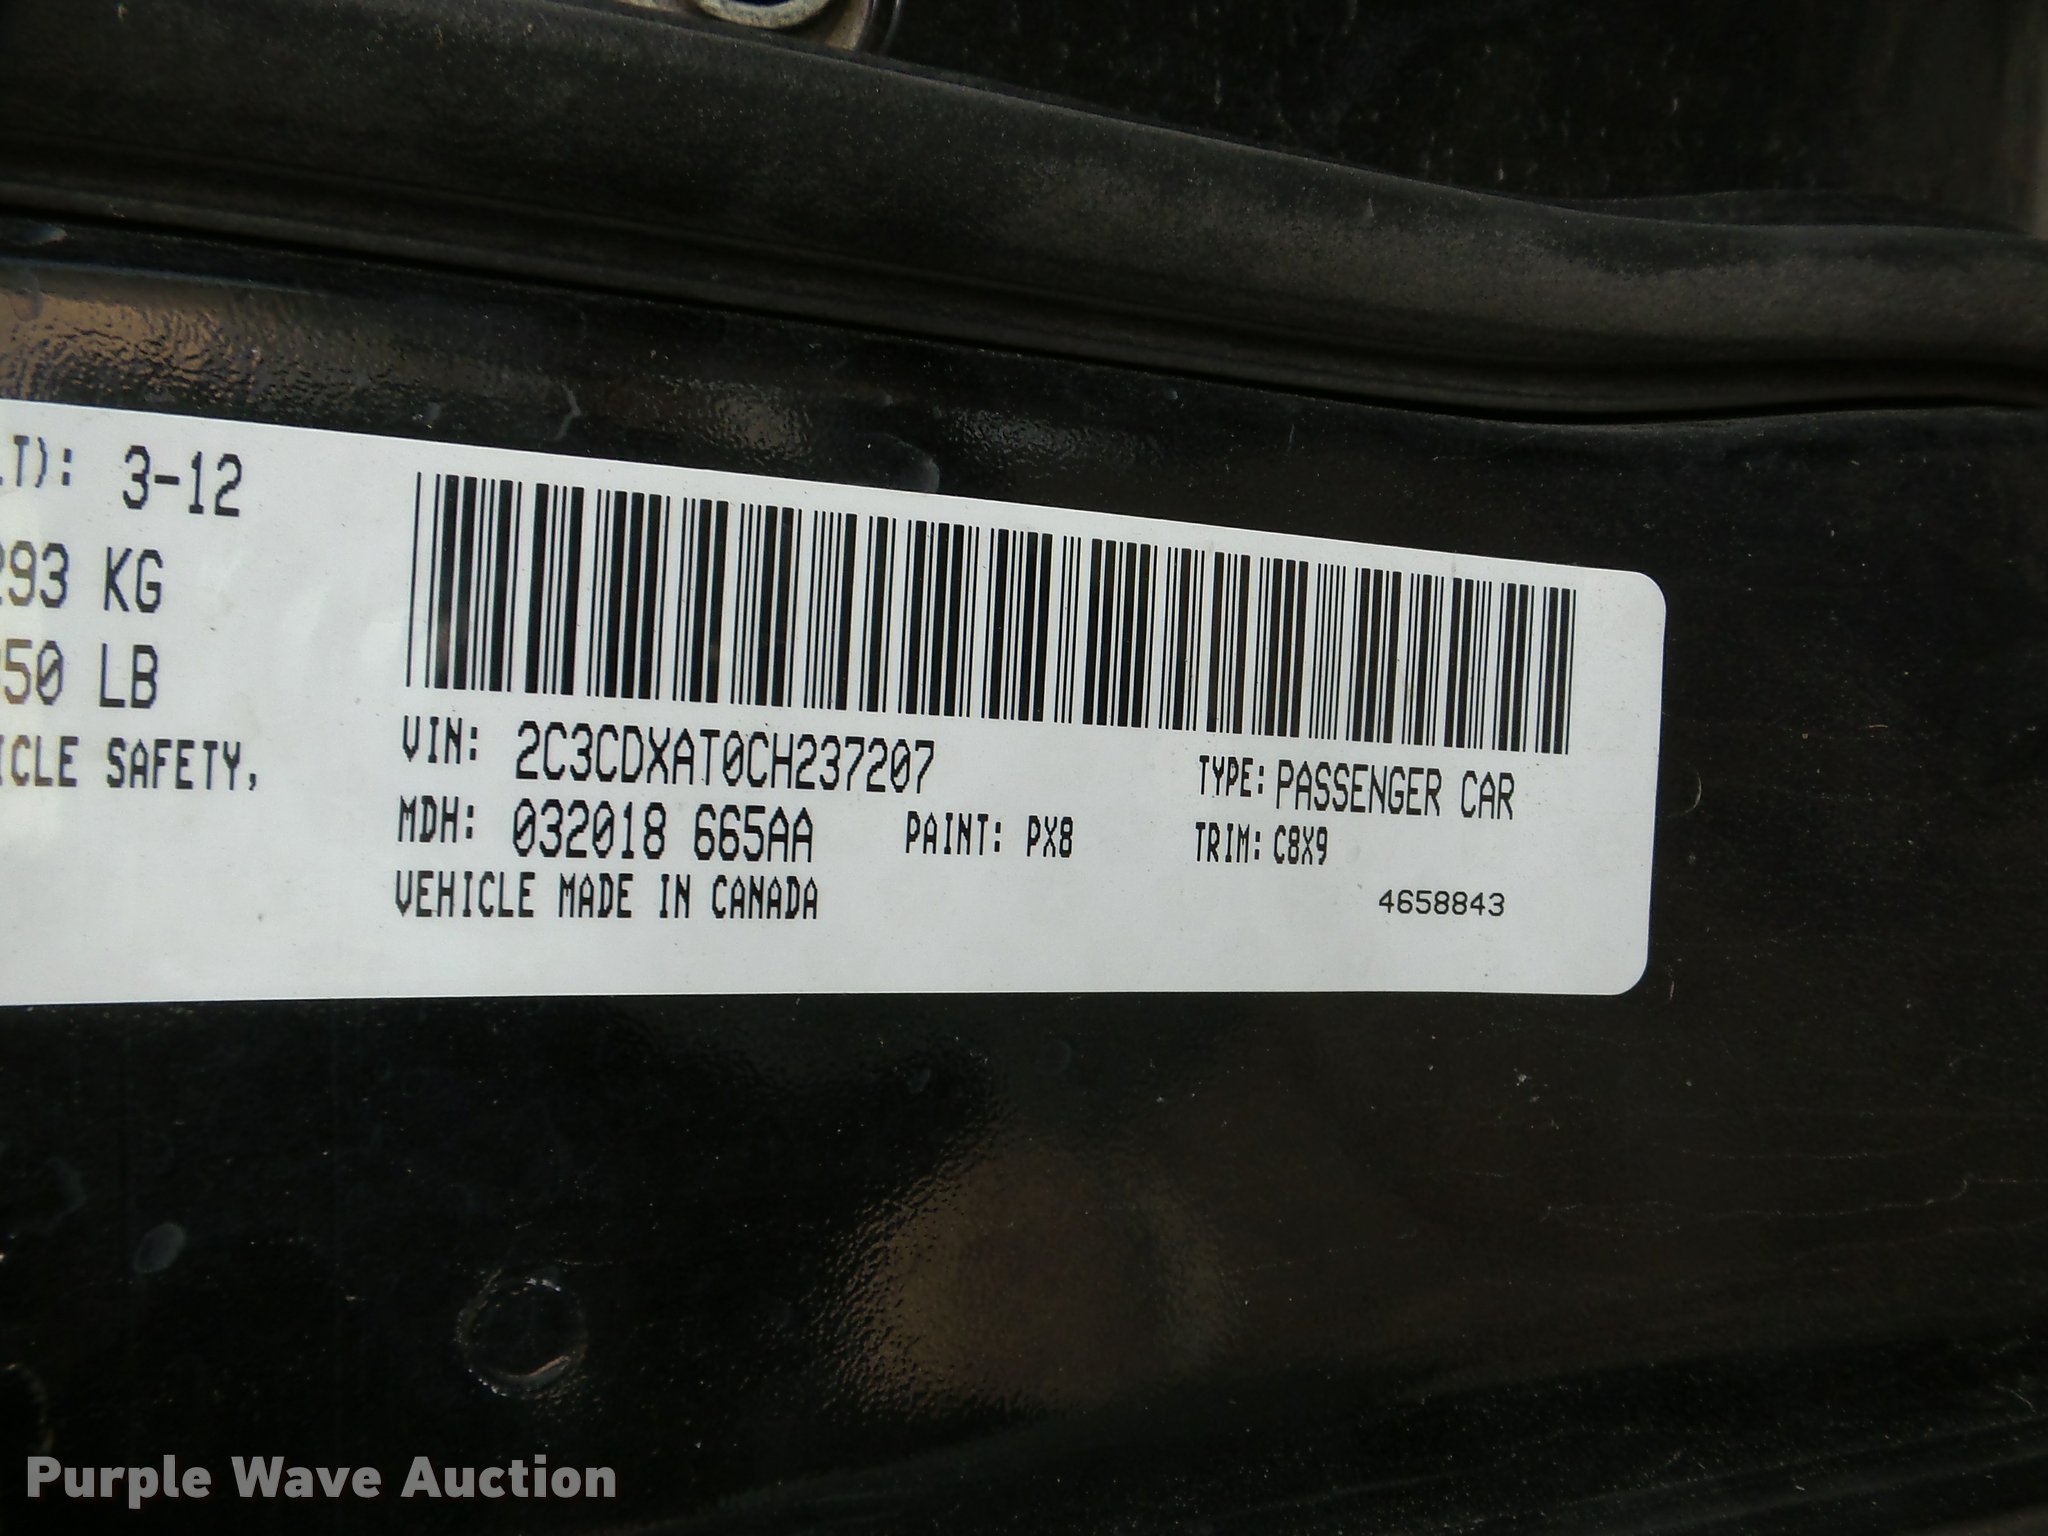 LT): 3-12
293 KG
050 LB
ICLE SAFETY,
VIN: 2C3CDXAT0CH237207
TYPE: PASSENGER CAR
MDH: 032018 665AA
PAINT: PX8
TRIM: C8X9
VEHICLE MADE IN CANADA
4658843
Purple Wave Auction